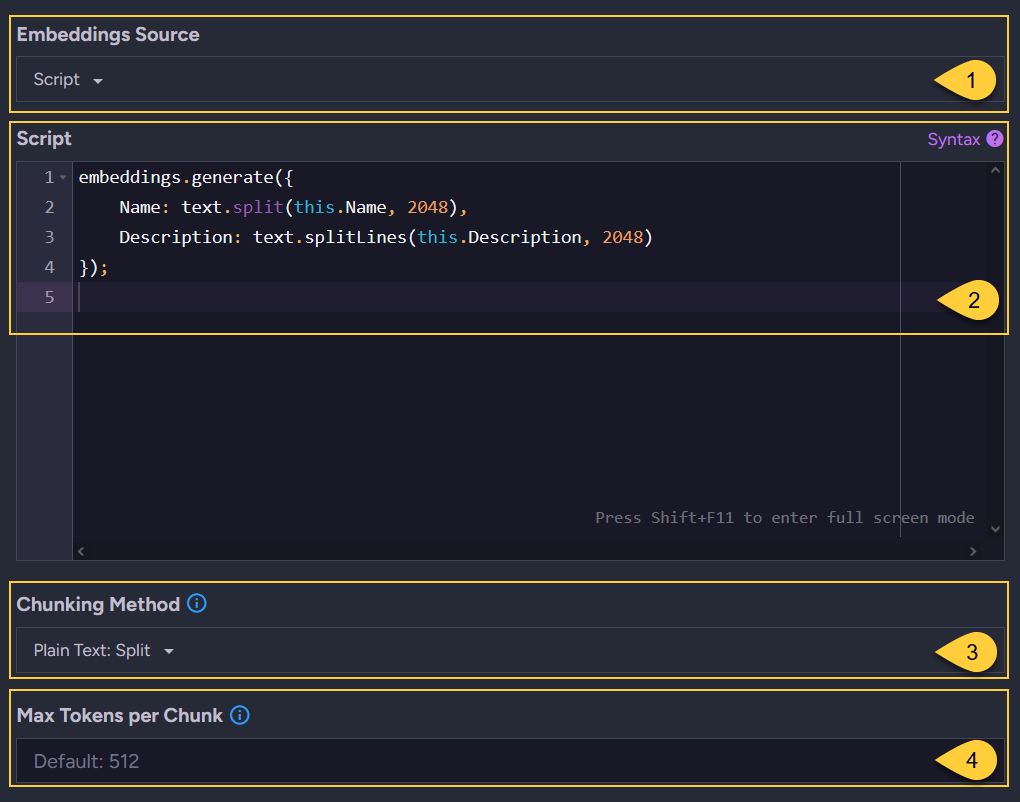 Embeddings Source
Script
1
Script
Syntax ?
1 embeddings.generate({
2     Name: text.split(this.Name, 2048),
3     Description: text.splitLines(this.Description, 2048)
4 });
5
2
Press Shift+F11 to enter full screen mode
Chunking Method
Plain Text: Split
3
Max Tokens per Chunk
Default: 512
4